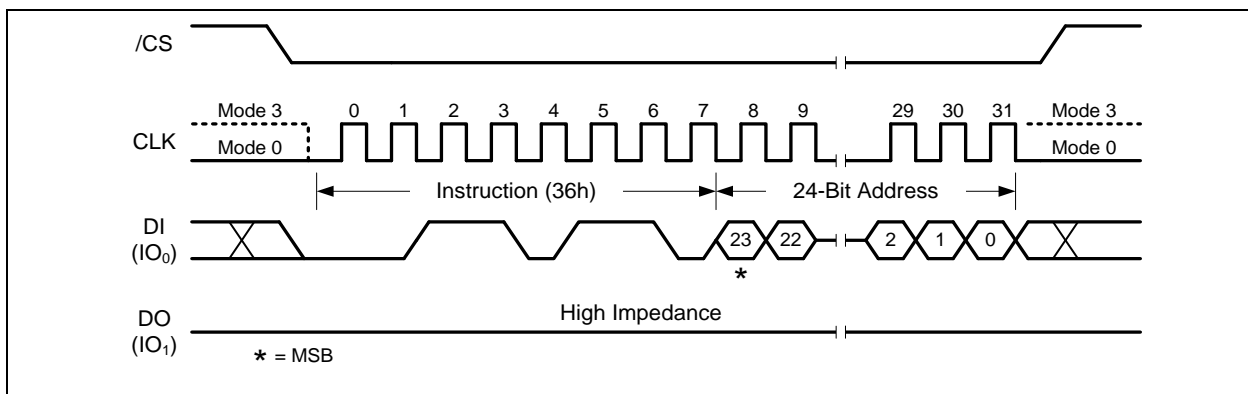 /CS
Mode 3 0 1 2 3 4 5 6 7 8 9 29 30 31 Mode 3
CLK
Mode 0 Mode 0
Instruction (36h) 24-Bit Address
DI
(IO₀)
23 22 2 1 0
*
DO
(IO₁)
High Impedance
* = MSB